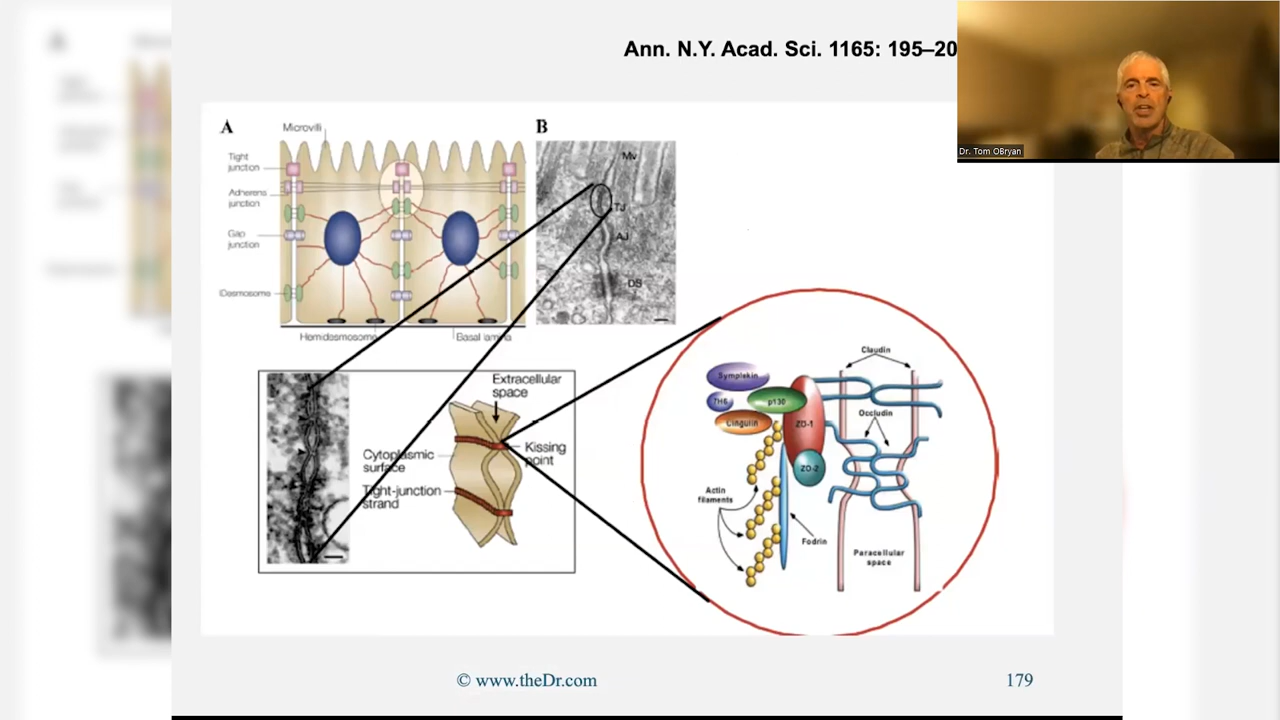 Ann. N.Y. Acad. Sci. 1165: 195–20
Dr. Tom OBryan
A
Microvilli
Tight
junction
Adherens
junction
Gap
junction
Desmosome
Hemidesmosome
Basal lamina
B
Mv
TJ
AJ
DS
Extracellular
space
Kissing
point
Cytoplasmic
surface
Tight-junction
strand
Claudin
Symplekin
7H6
p130
Cingulin
ZO-1
Occludin
ZO-2
Actin
filaments
Fodrin
Paracellular
space
© www.theDr.com
179